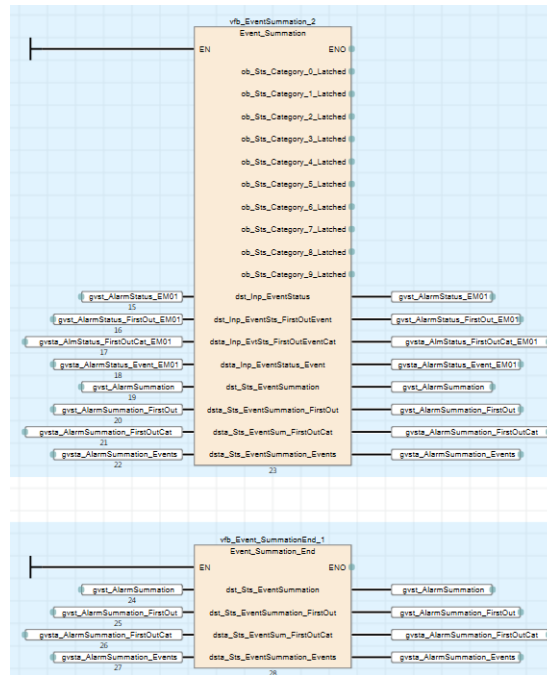 vfb_EventSummation_2
Event_Summation
EN ENO
ob_Sts_Category_0_Latched
ob_Sts_Category_1_Latched
ob_Sts_Category_2_Latched
ob_Sts_Category_3_Latched
ob_Sts_Category_4_Latched
ob_Sts_Category_5_Latched
ob_Sts_Category_6_Latched
ob_Sts_Category_7_Latched
ob_Sts_Category_8_Latched
ob_Sts_Category_9_Latched
gvst_AlarmStatus_EM01 dst_Inp_EventStatus gvst_AlarmStatus_EM01
15
gvst_AlarmStatus_FirstOut_EM01 dst_Inp_EventSts_FirstOutEvent gvst_AlarmStatus_FirstOut_EM01
16
gvsta_AlmStatus_FirstOutCat_EM01 dsta_Inp_EvtSts_FirstOutEventCat gvsta_AlmStatus_FirstOutCat_EM01
17
gvsta_AlarmStatus_Event_EM01 dsta_Inp_EventStatus_Event gvsta_AlarmStatus_Event_EM01
18
gvst_AlarmSummation dst_Sts_EventSummation gvst_AlarmSummation
19
gvst_AlarmSummation_FirstOut dsta_Sts_EventSummation_FirstOut gvst_AlarmSummation_FirstOut
20
gvsta_AlarmSummation_FirstOutCat dsta_Sts_EventSum_FirstOutCat gvsta_AlarmSummation_FirstOutCat
21
gvsta_AlarmSummation_Events dsta_Sts_EventSummation_Events gvsta_AlarmSummation_Events
22 23
vfb_Event_SummationEnd_1
Event_Summation_End
EN ENO
gvst_AlarmSummation dst_Sts_EventSummation gvst_AlarmSummation
24
gvst_AlarmSummation_FirstOut dst_Sts_EventSummation_FirstOut gvst_AlarmSummation_FirstOut
25
gvsta_AlarmSummation_FirstOutCat dsta_Sts_EventSum_FirstOutCat gvsta_AlarmSummation_FirstOutCat
26
gvsta_AlarmSummation_Events dsta_Sts_EventSummation_Events gvsta_AlarmSummation_Events
27 28